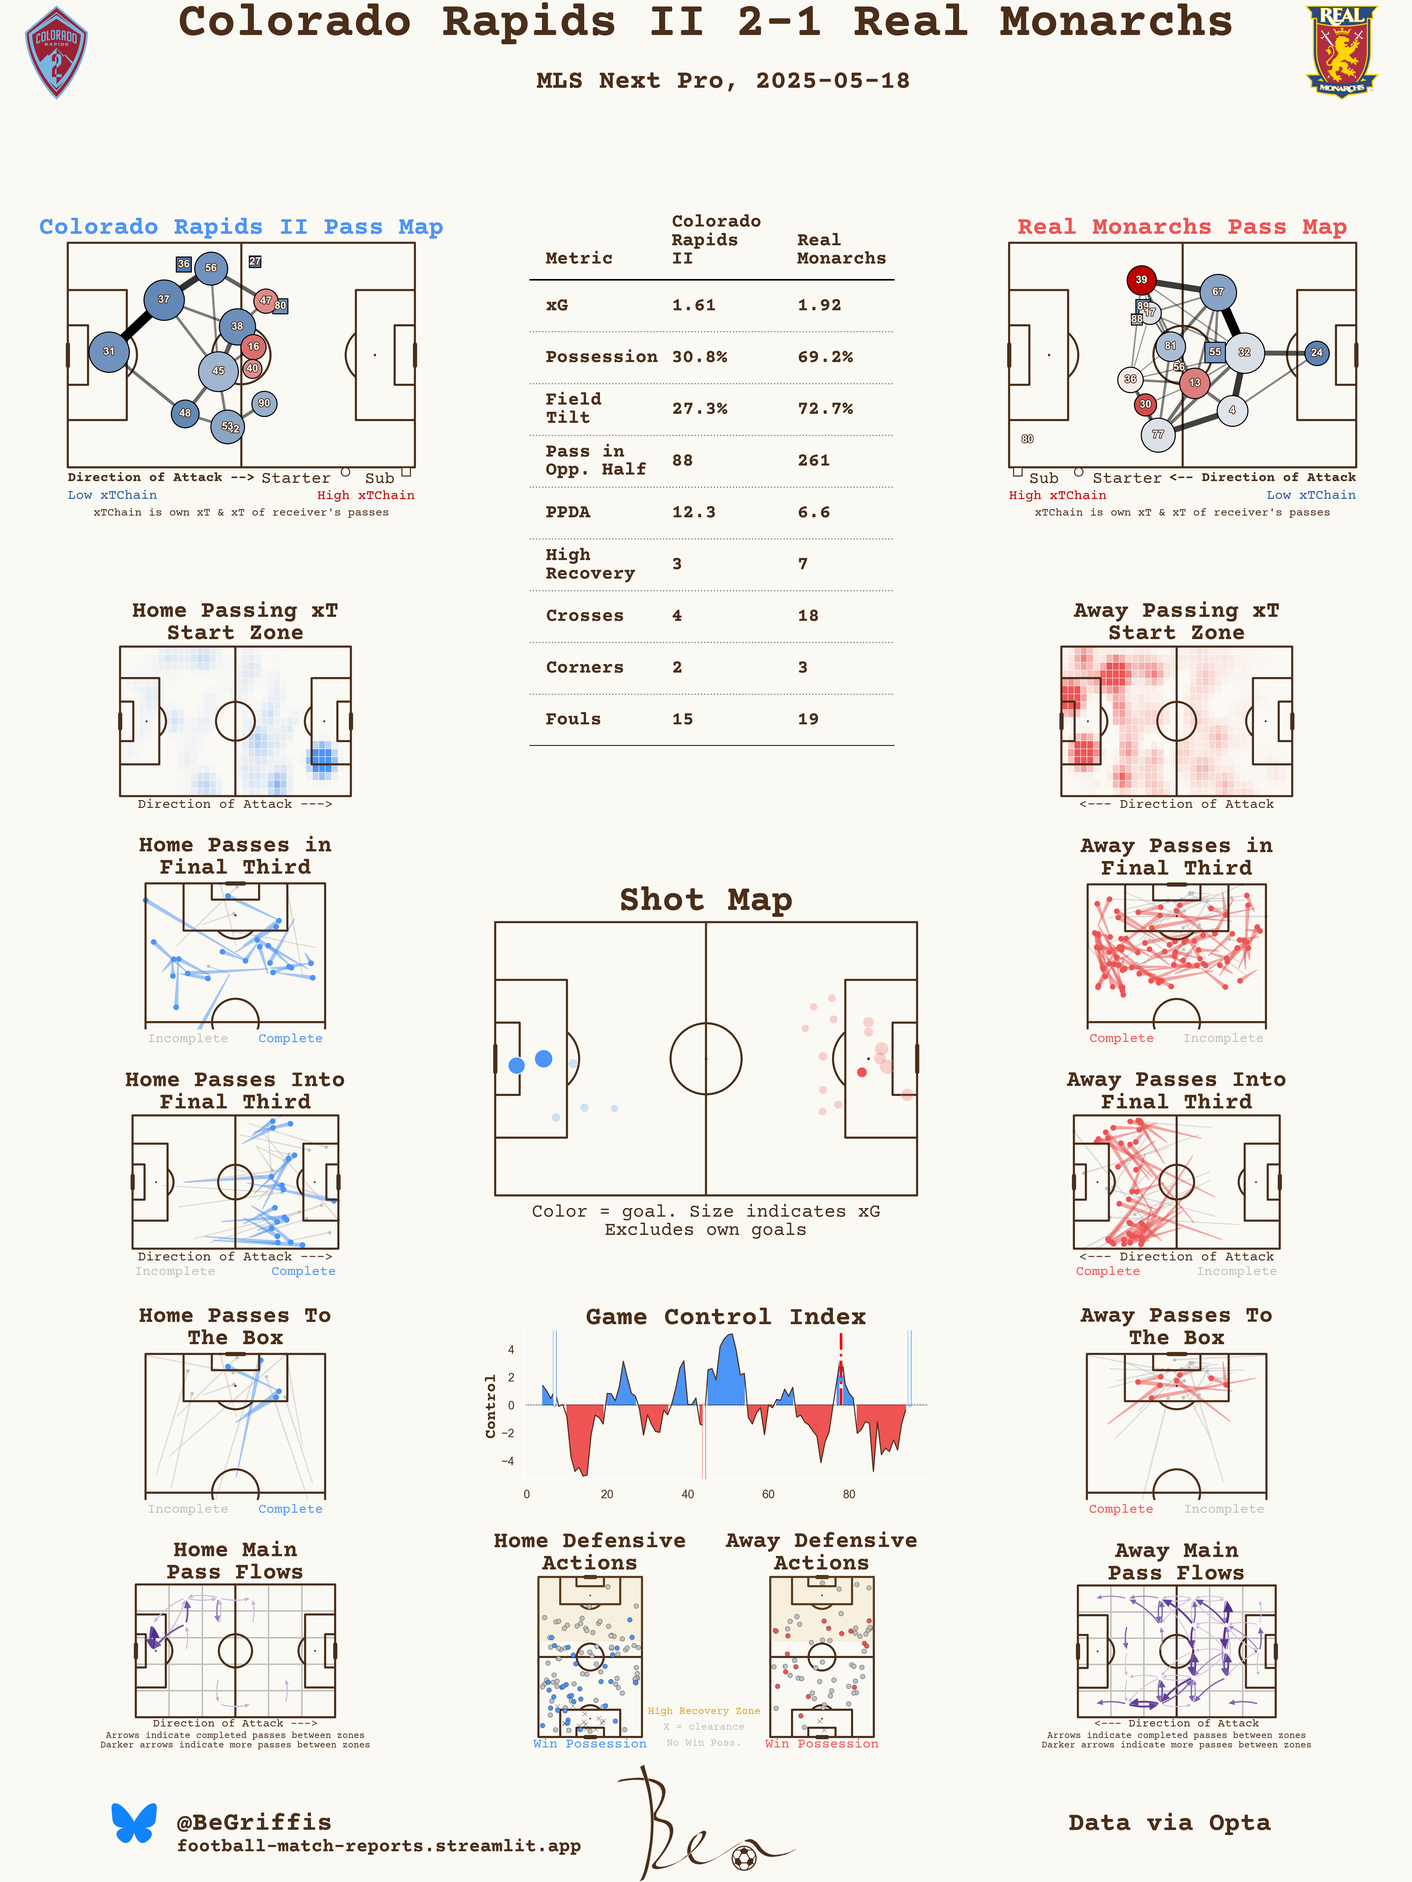 Colorado Rapids II 2-1 Real Monarchs
MLS Next Pro, 2025-05-18
COLORADO
RAPIDS
2
REAL
MONARCHS
Colorado Rapids II Pass Map
36
56
27
37
47
80
38
16
31
45
40
90
48
53
Direction of Attack --> Starter Sub
Low xTChain High xTChain
xTChain is own xT & xT of receiver's passes
Metric
Colorado
Rapids
II
Real
Monarchs
xG 1.61 1.92
Possession 30.8% 69.2%
Field
Tilt 27.3% 72.7%
Pass in
Opp. Half 88 261
PPDA 12.3 6.6
High
Recovery 3 7
Crosses 4 18
Corners 2 3
Fouls 15 19
Real Monarchs Pass Map
39
67
89
17
88
81
55
32
24
56
36
13
30
4
77
80
Sub Starter <-- Direction of Attack
High xTChain Low xTChain
xTChain is own xT & xT of receiver's passes
Home Passing xT
Start Zone
Direction of Attack --->
Away Passing xT
Start Zone
<--- Direction of Attack
Home Passes in
Final Third
Incomplete Complete
Away Passes in
Final Third
Complete Incomplete
Shot Map
Color = goal. Size indicates xG
Excludes own goals
Home Passes Into
Final Third
Direction of Attack --->
Incomplete Complete
Away Passes Into
Final Third
<--- Direction of Attack
Complete Incomplete
Home Passes To
The Box
Incomplete Complete
Game Control Index
Control
4
2
0
−2
−4
0 20 40 60 80
Away Passes To
The Box
Complete Incomplete
Home Main
Pass Flows
Direction of Attack --->
Arrows indicate completed passes between zones
Darker arrows indicate more passes between zones
Home Defensive
Actions
Win Possession
Away Defensive
Actions
Win Possession
High Recovery Zone
X = clearance
No Win Poss.
Away Main
Pass Flows
<--- Direction of Attack
Arrows indicate completed passes between zones
Darker arrows indicate more passes between zones
@BeGriffis
football-match-reports.streamlit.app
Ben
Data via Opta